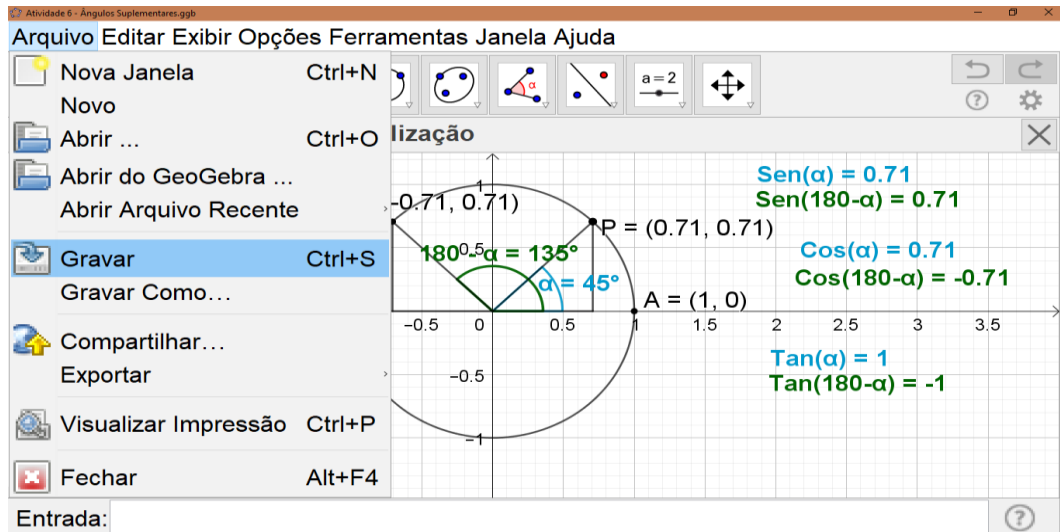 Atividade 6 - Ângulos Suplementares.ggb
Arquivo Editar Exibir Opções Ferramentas Janela Ajuda
Nova Janela Ctrl+N
Novo
Abrir ... Ctrl+O
Abrir do GeoGebra ...
Abrir Arquivo Recente
Gravar Ctrl+S
Gravar Como...
Compartilhar...
Exportar
Visualizar Impressão Ctrl+P
Fechar Alt+F4
α
a = 2
lização
Sen(α) = 0.71
Sen(180-α) = 0.71
Cos(α) = 0.71
Cos(180-α) = -0.71
Tan(α) = 1
Tan(180-α) = -1
1
-0.71, 0.71)
P = (0.71, 0.71)
0.5
180 - α = 135°
α = 45°
A = (1, 0)
−0.5 0 0.5 1 1.5 2 2.5 3 3.5
−0.5
−1
Entrada:
?
?